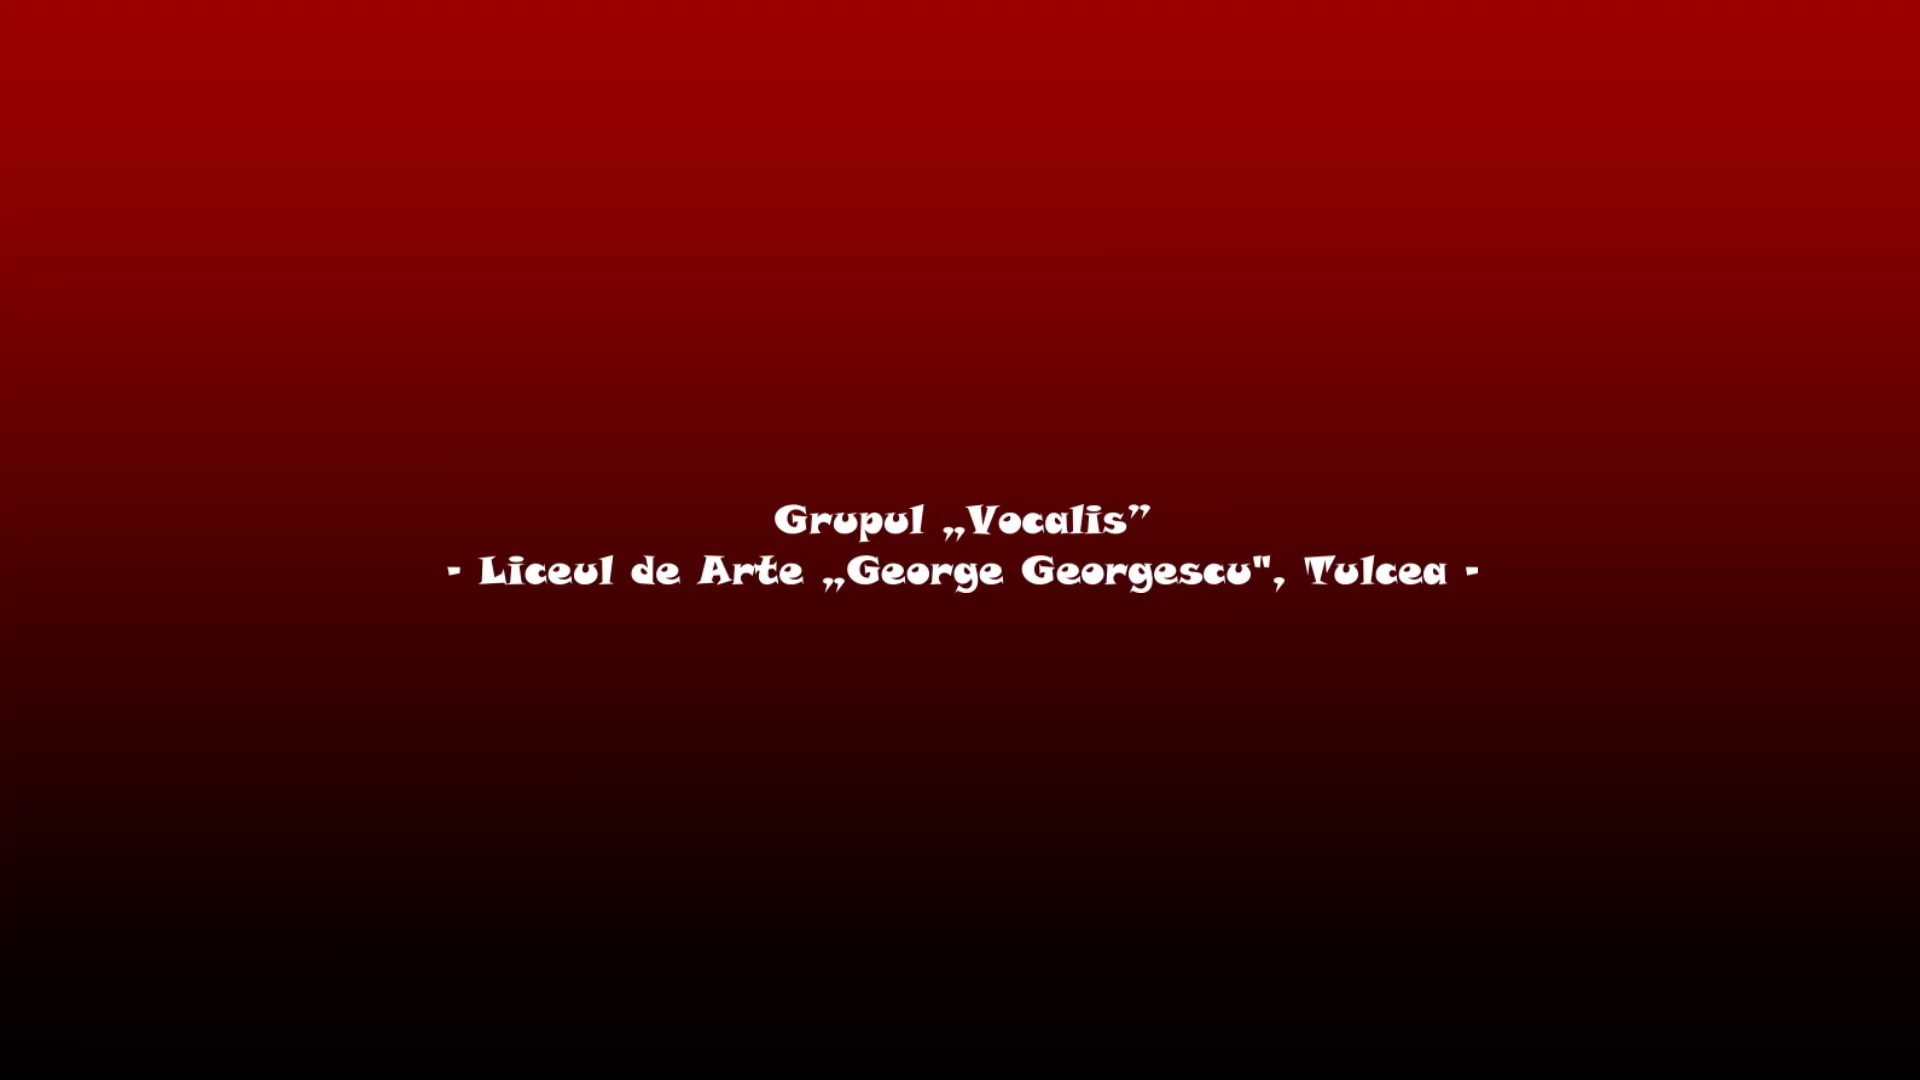 Grupul „Vocalis”
- Liceul de Arte „George Georgescu", Tulcea -